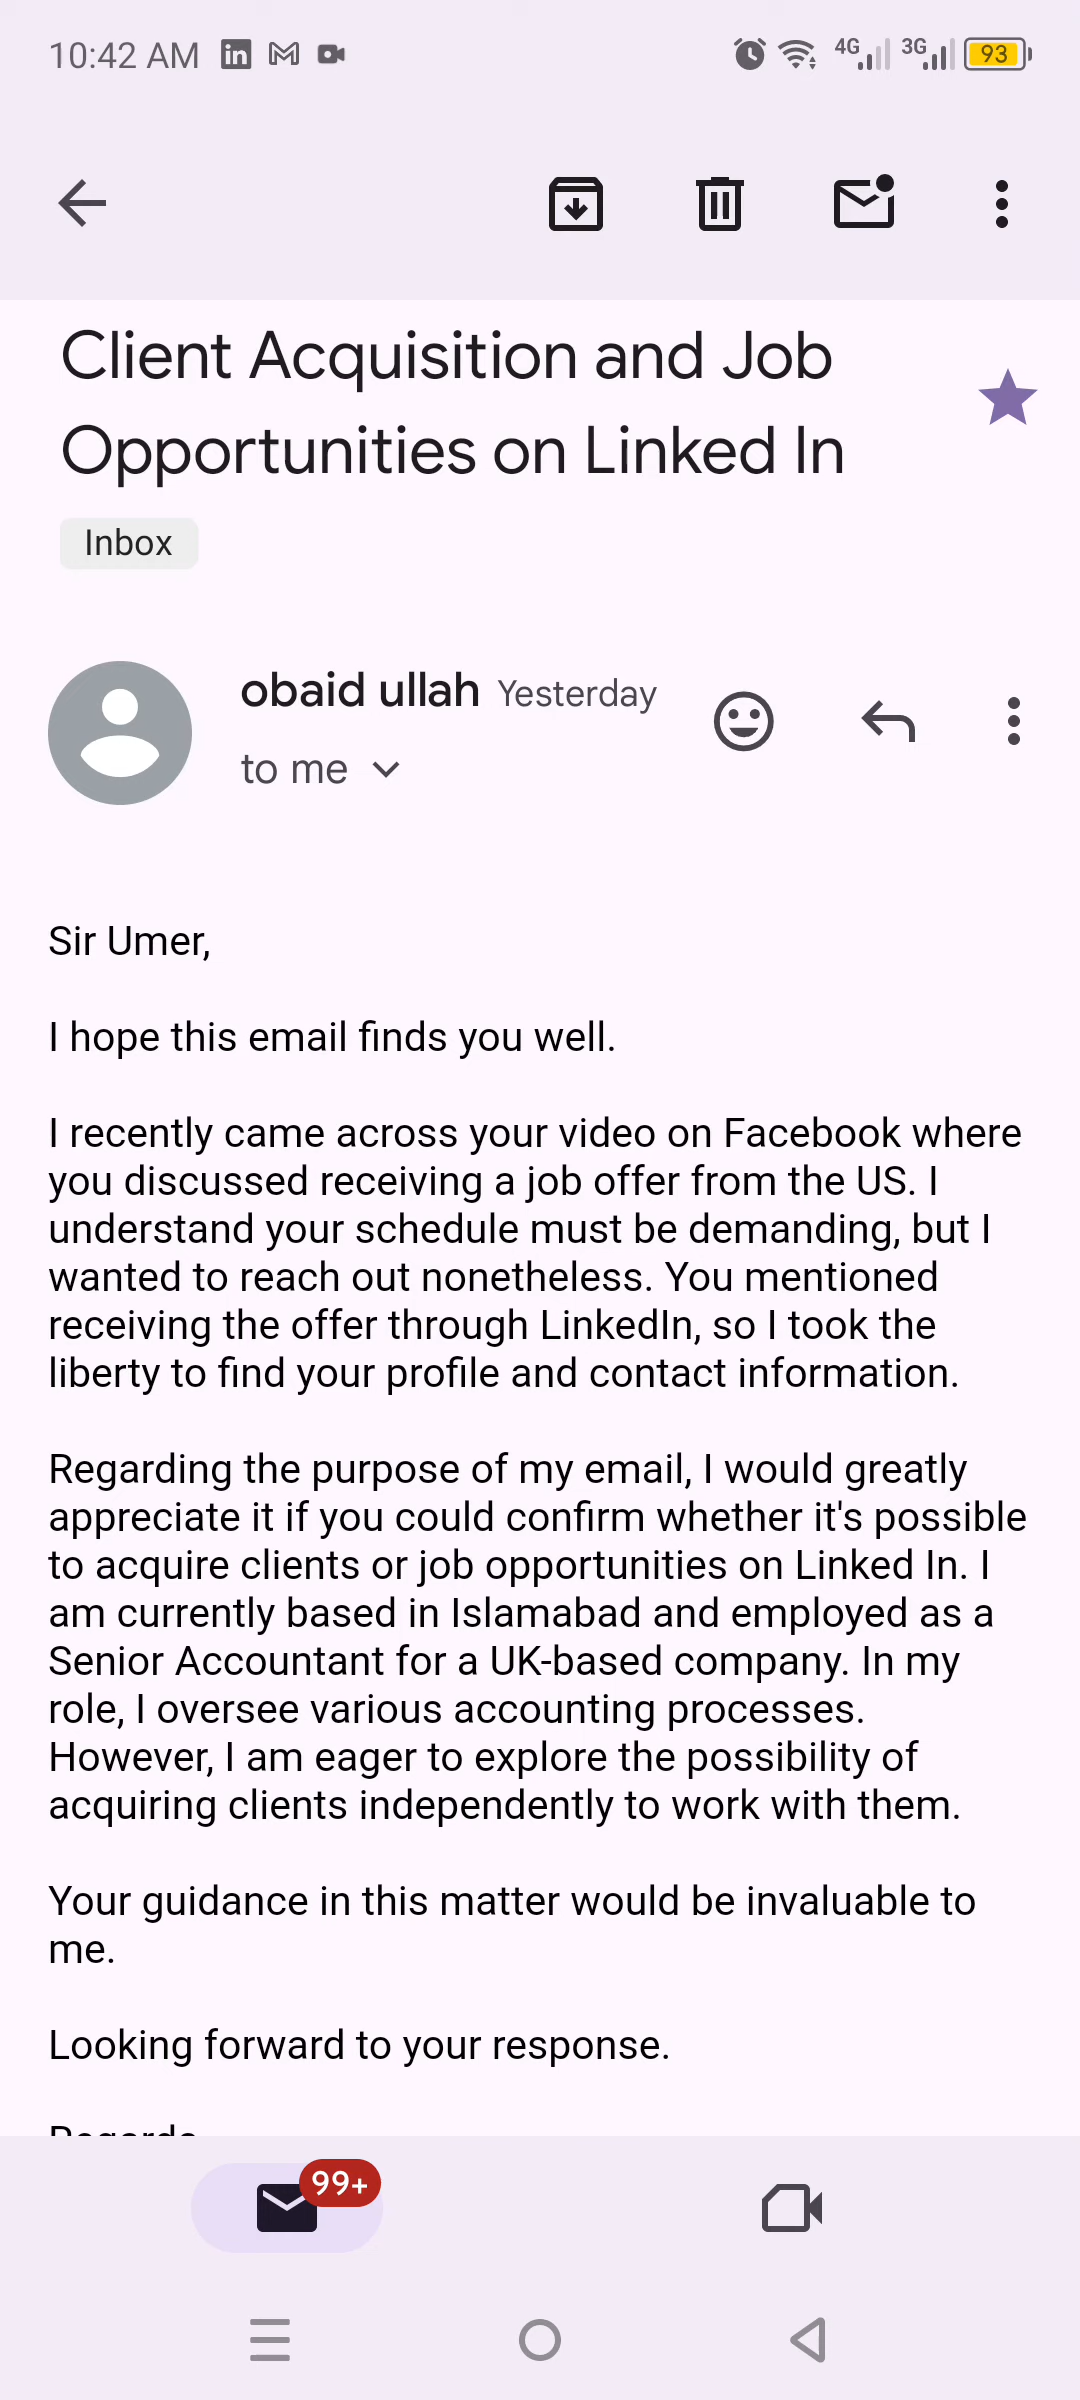 10:42 AM
4G 3G 93
Client Acquisition and Job
Opportunities on Linked In
Inbox
obaid ullah Yesterday
to me
Sir Umer,
I hope this email finds you well.
I recently came across your video on Facebook where
you discussed receiving a job offer from the US. I
understand your schedule must be demanding, but I
wanted to reach out nonetheless. You mentioned
receiving the offer through LinkedIn, so I took the
liberty to find your profile and contact information.
Regarding the purpose of my email, I would greatly
appreciate it if you could confirm whether it's possible
to acquire clients or job opportunities on Linked In. I
am currently based in Islamabad and employed as a
Senior Accountant for a UK-based company. In my
role, I oversee various accounting processes.
However, I am eager to explore the possibility of
acquiring clients independently to work with them.
Your guidance in this matter would be invaluable to
me.
Looking forward to your response.
Regards
99+